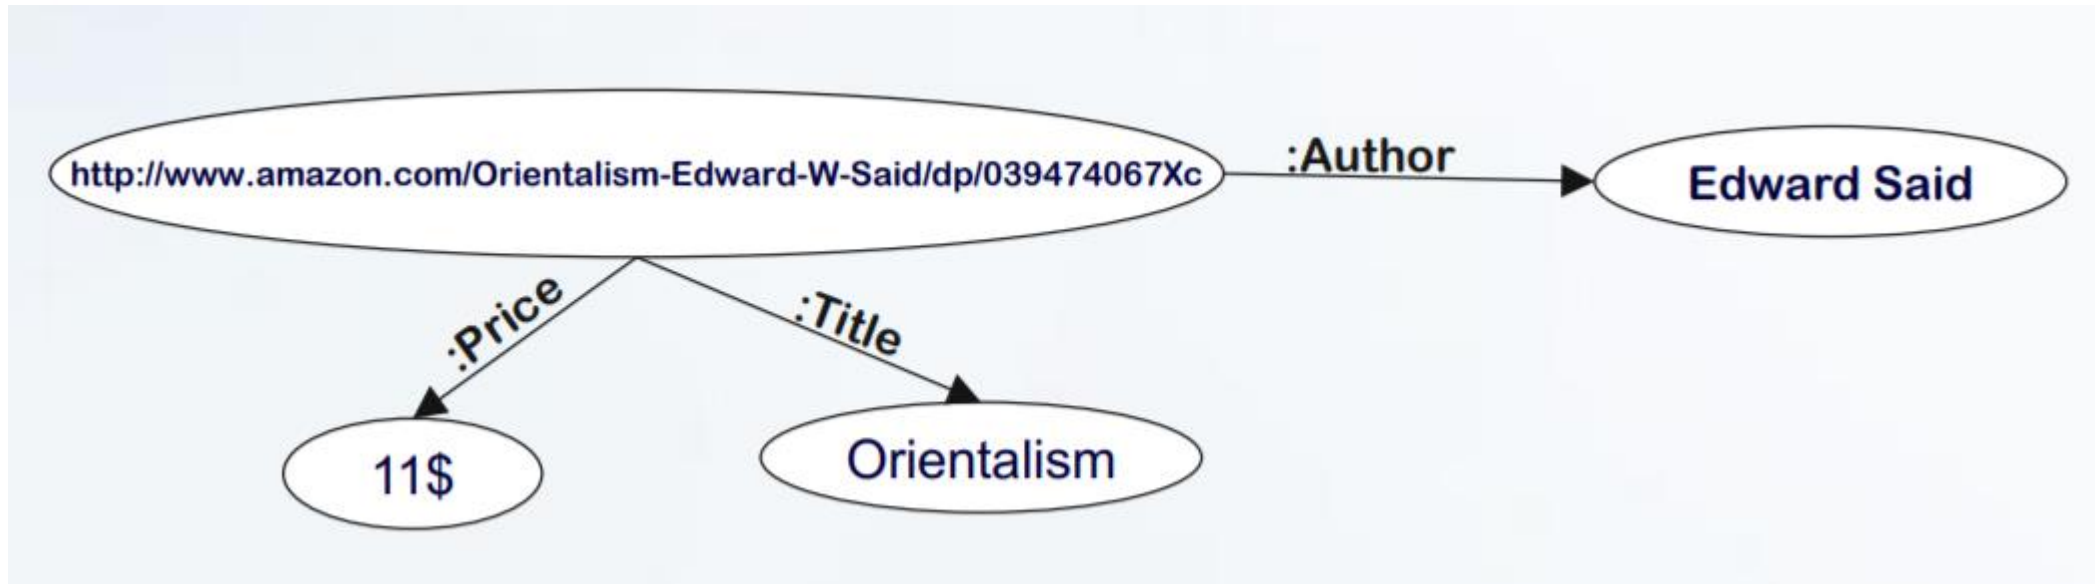 http://www.amazon.com/Orientalism-Edward-W-Said/dp/039474067Xc
:Author
Edward Said
:Price
:Title
11$
Orientalism